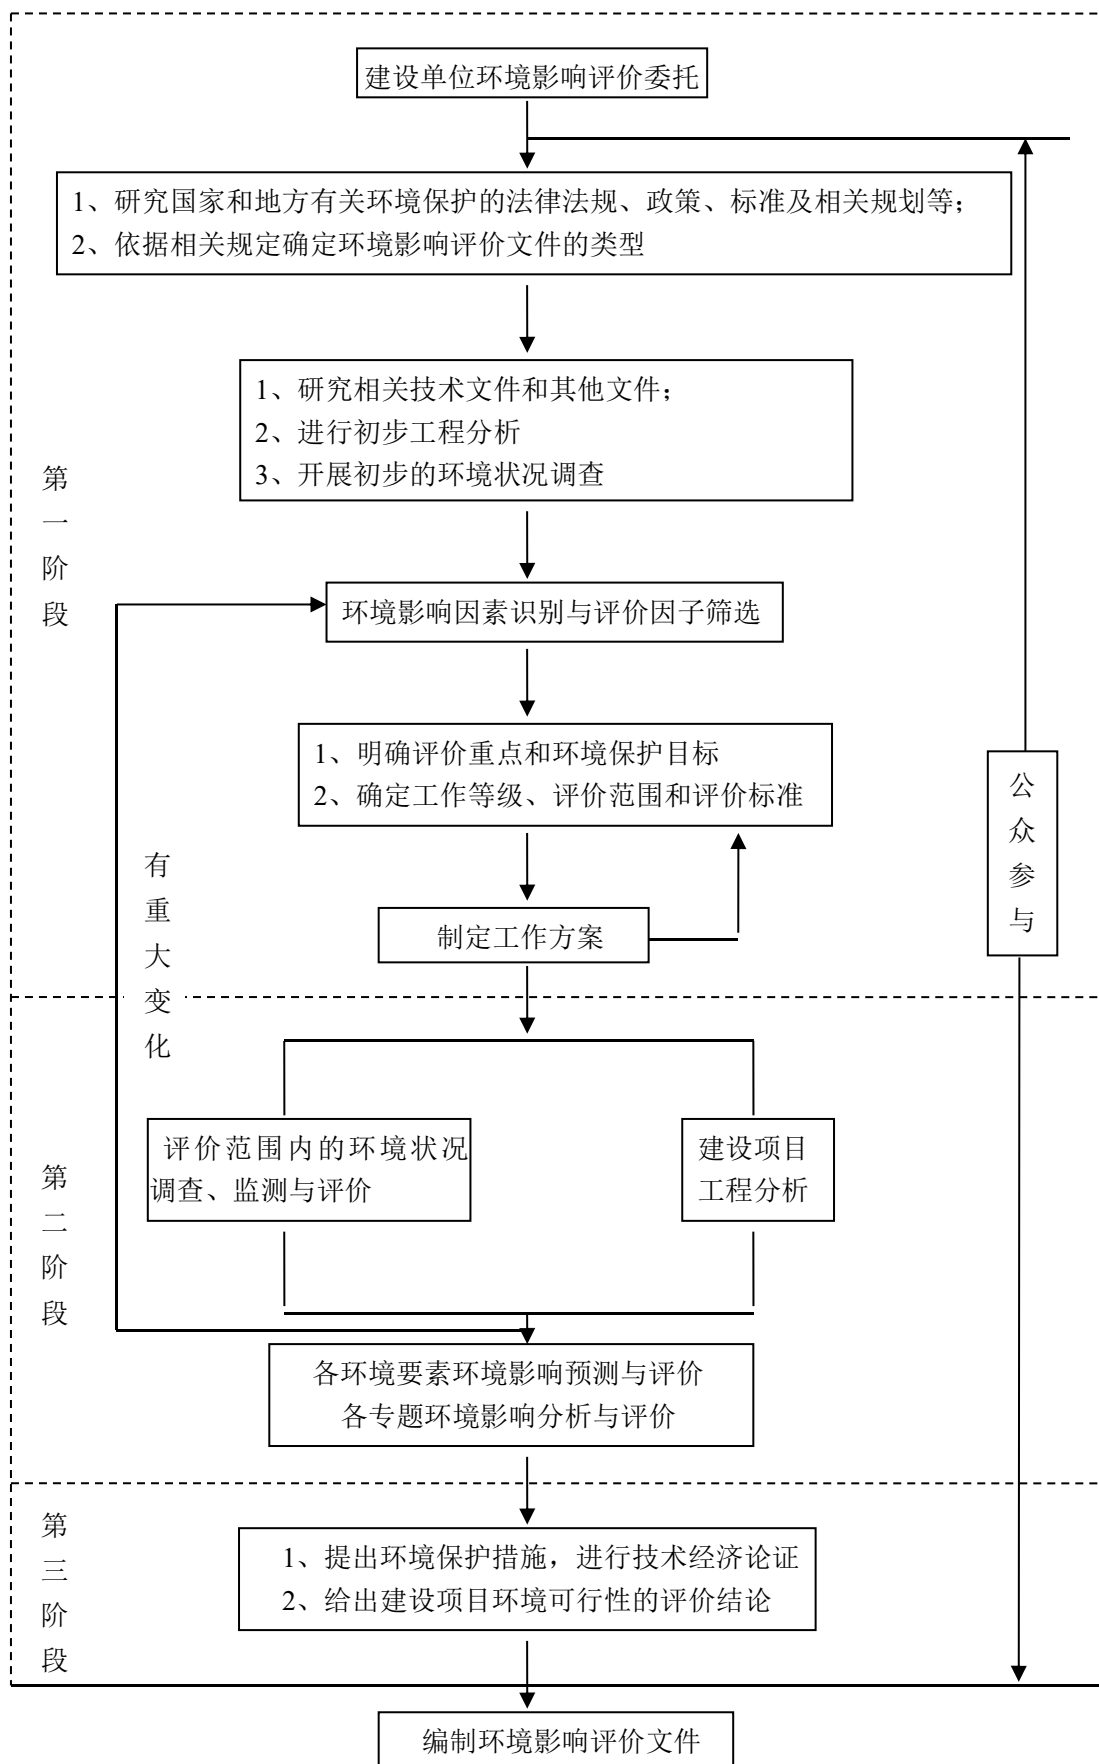 建设单位环境影响评价委托
1、研究国家和地方有关环境保护的法律法规、政策、标准及相关规划等；
2、依据相关规定确定环境影响评价文件的类型
1、研究相关技术文件和其他文件；
2、进行初步工程分析
3、开展初步的环境状况调查
第一阶段
环境影响因素识别与评价因子筛选
1、明确评价重点和环境保护目标
2、确定工作等级、评价范围和评价标准
公众参与
有重大变化
制定工作方案
评价范围内的环境状况
调查、监测与评价
建设项目
工程分析
第二阶段
各环境要素环境影响预测与评价
各专题环境影响分析与评价
第三阶段
1、提出环境保护措施，进行技术经济论证
2、给出建设项目环境可行性的评价结论
编制环境影响评价文件